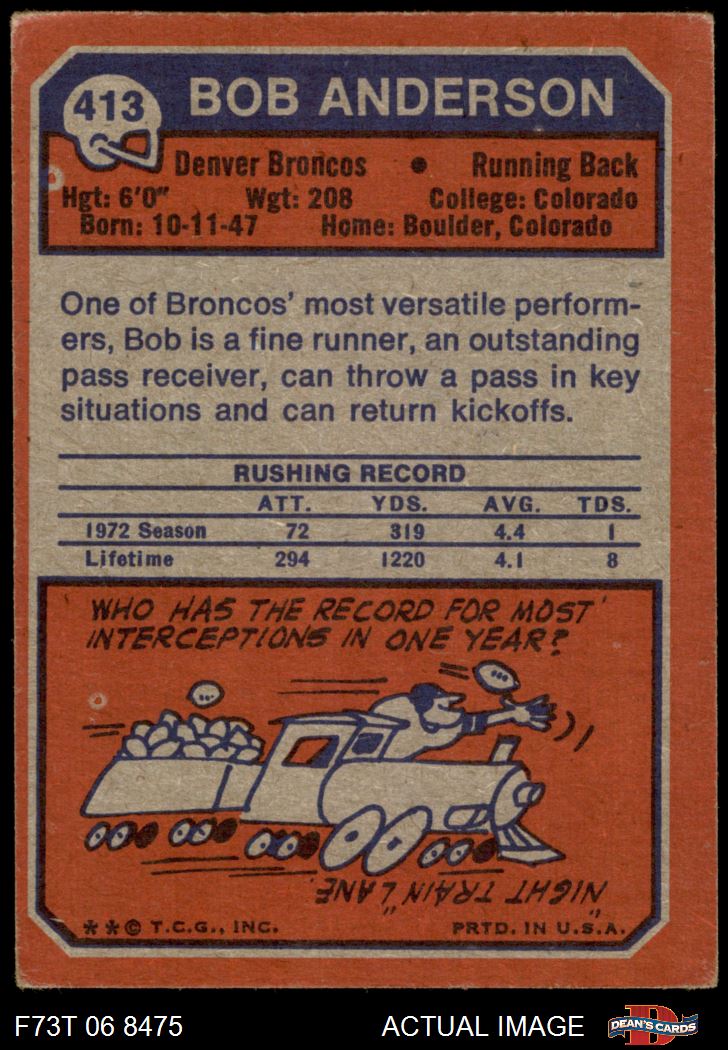 413
BOB ANDERSON
Denver Broncos • Running Back
Hgt: 6'0" Wgt: 208 College: Colorado
Born: 10-11-47 Home: Boulder, Colorado
One of Broncos' most versatile perform-
ers, Bob is a fine runner, an outstanding
pass receiver, can throw a pass in key
situations and can return kickoffs.
RUSHING RECORD
ATT. YDS. AVG. TDS.
1972 Season 72 319 4.4 1
Lifetime 294 1220 4.1 8
WHO HAS THE RECORD FOR MOST
INTERCEPTIONS IN ONE YEAR?
"NIGHT TRAIN" LANE.
**© T.C.G., INC. PRTD. IN U.S.A.
F73T 06 8475 ACTUAL IMAGE D DEAN'S CARDS